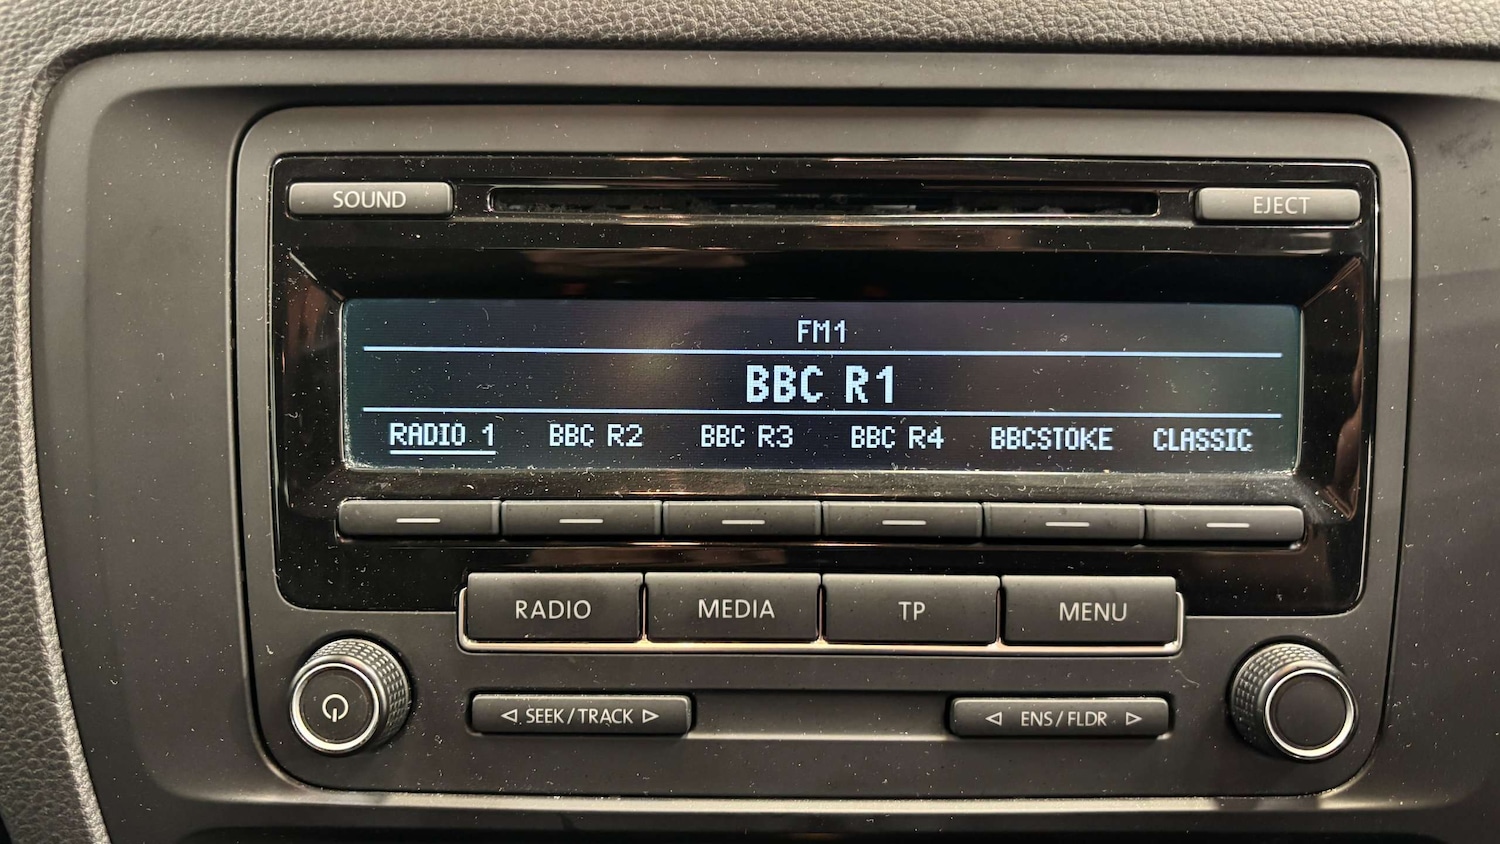 SOUND EJECT
FM1
BBC R1
RADIO 1 BBC R2 BBC R3 BBC R4 BBCSTOKE CLASSIC
RADIO MEDIA TP MENU
SEEK / TRACK ENS / FLDR